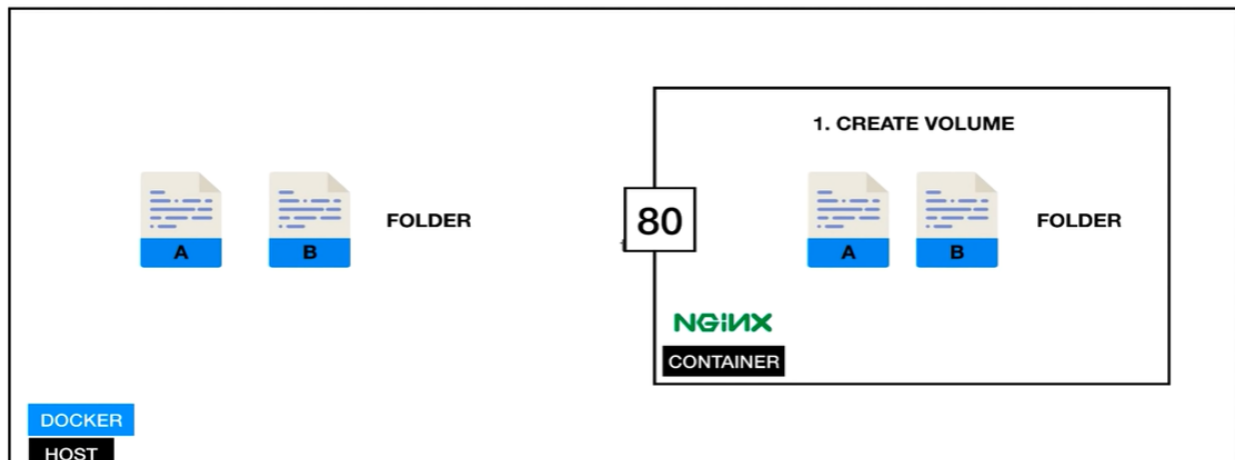 1. CREATE VOLUME
A
B
FOLDER
80
A
B
FOLDER
NGINX
CONTAINER
DOCKER
HOST